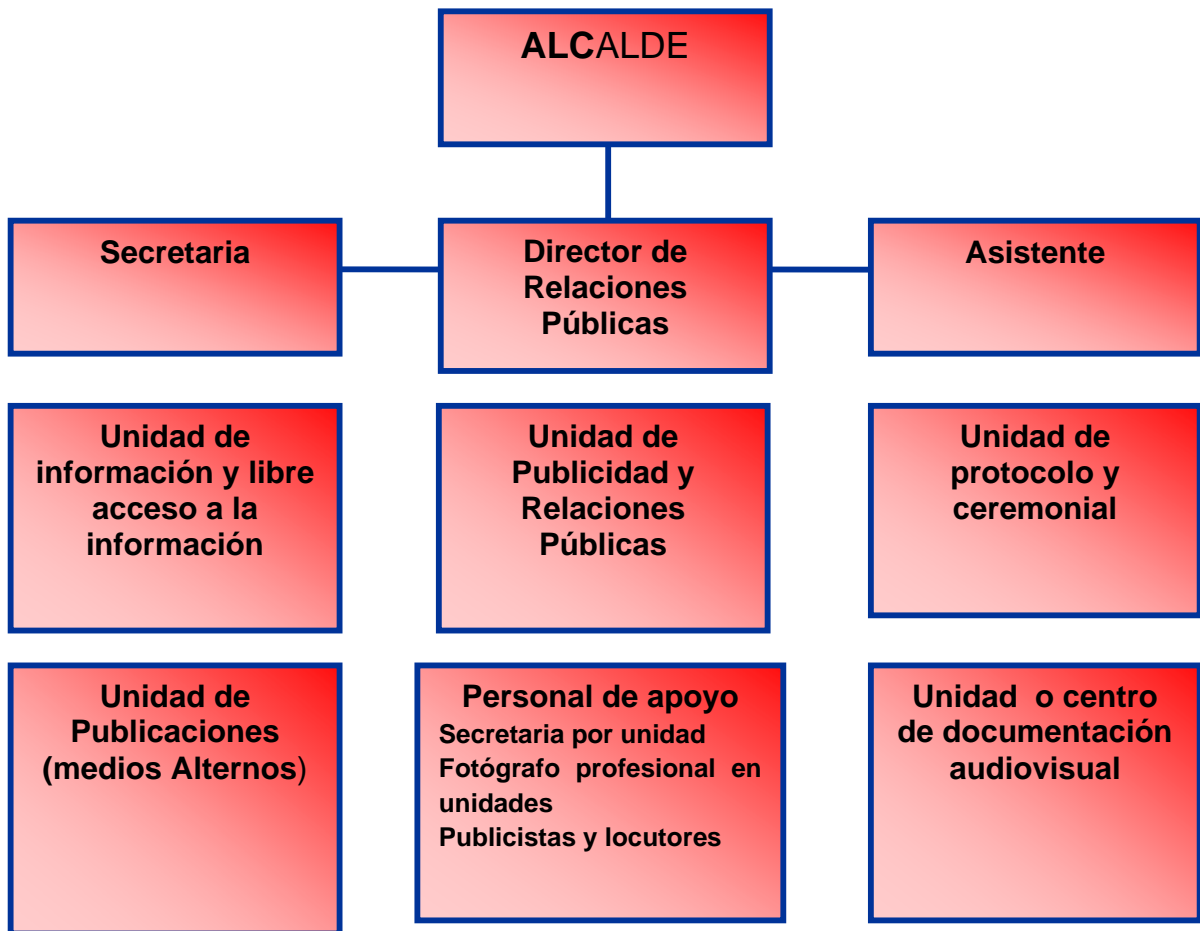 ALCALDE
Secretaria
Director de
Relaciones
Públicas
Asistente
Unidad de
información y libre
acceso a la
información
Unidad de
Publicidad y
Relaciones
Públicas
Unidad de
protocolo y
ceremonial
Unidad de
Publicaciones
(medios Alternos)
Personal de apoyo
Secretaria por unidad
Fotógrafo profesional en
unidades
Publicistas y locutores
Unidad o centro
de documentación
audiovisual